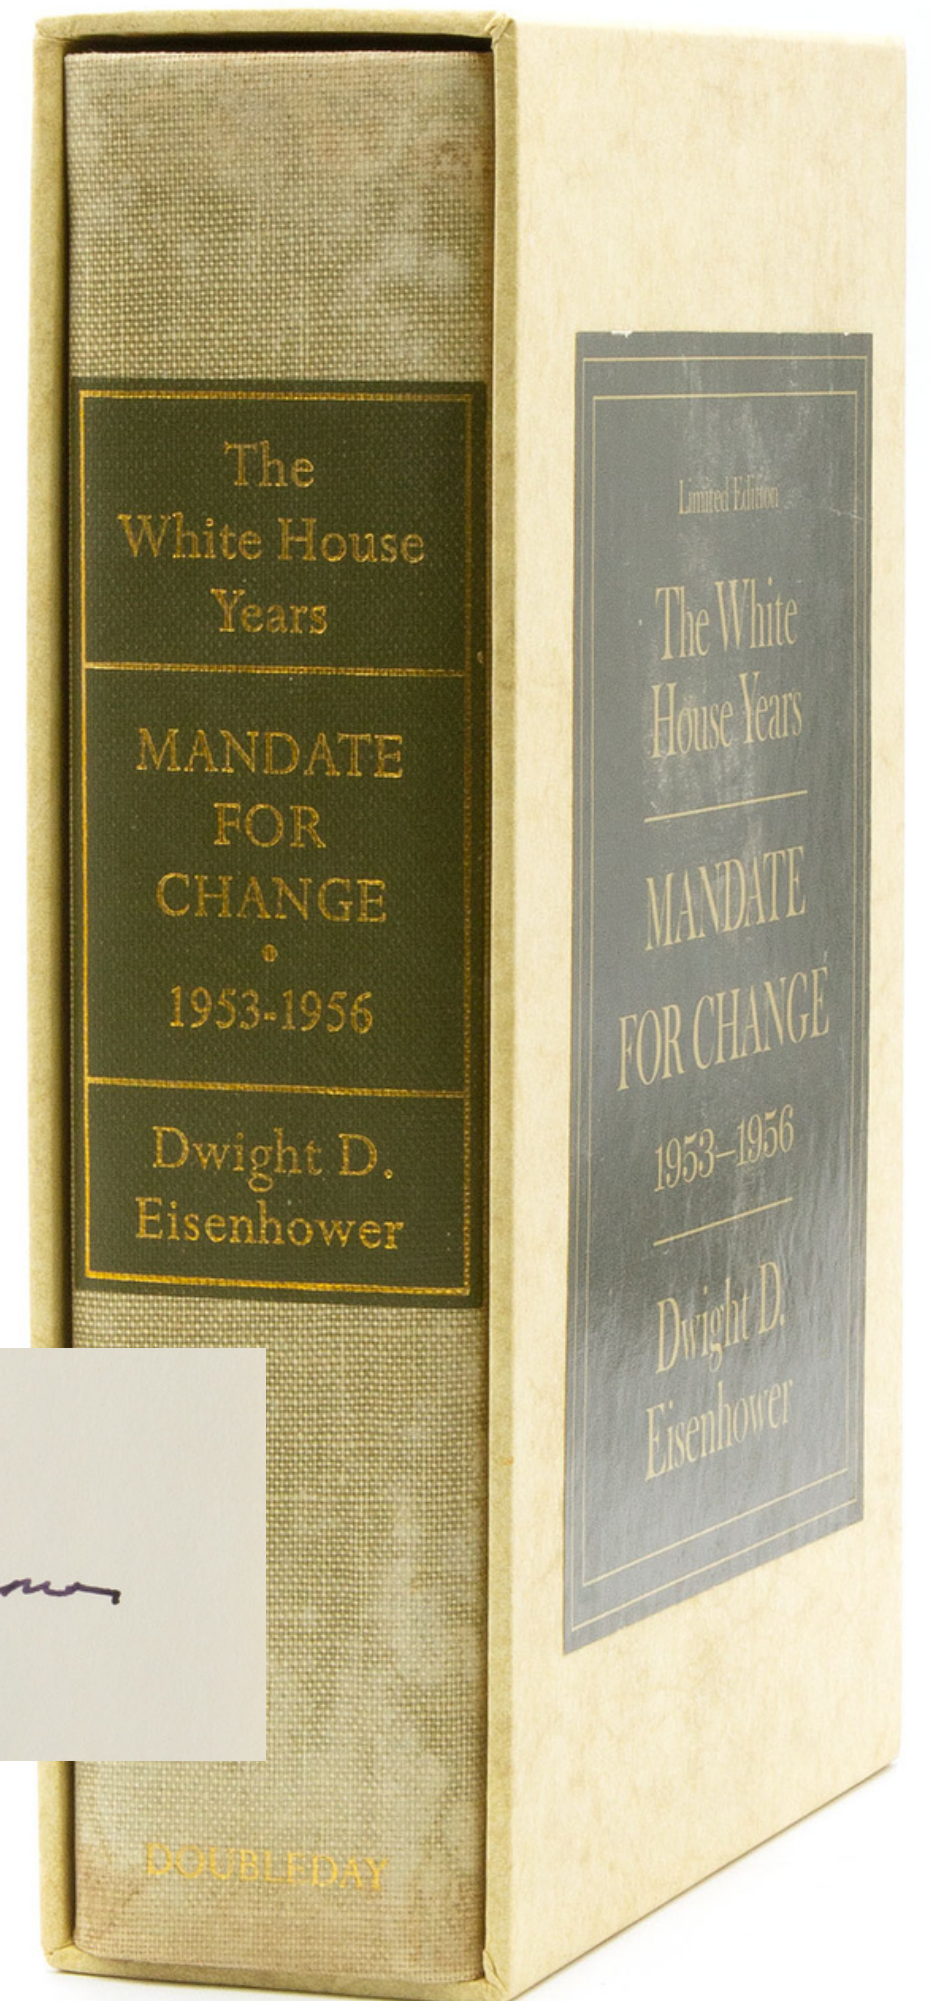 The
White House
Years
MANDATE
FOR
CHANGE
•
1953-1956
Dwight D.
Eisenhower
DOUBLEDAY
Limited Edition
The White
House Years
MANDATE
FOR CHANGE
1953–1956
Dwight D.
Eisenhower